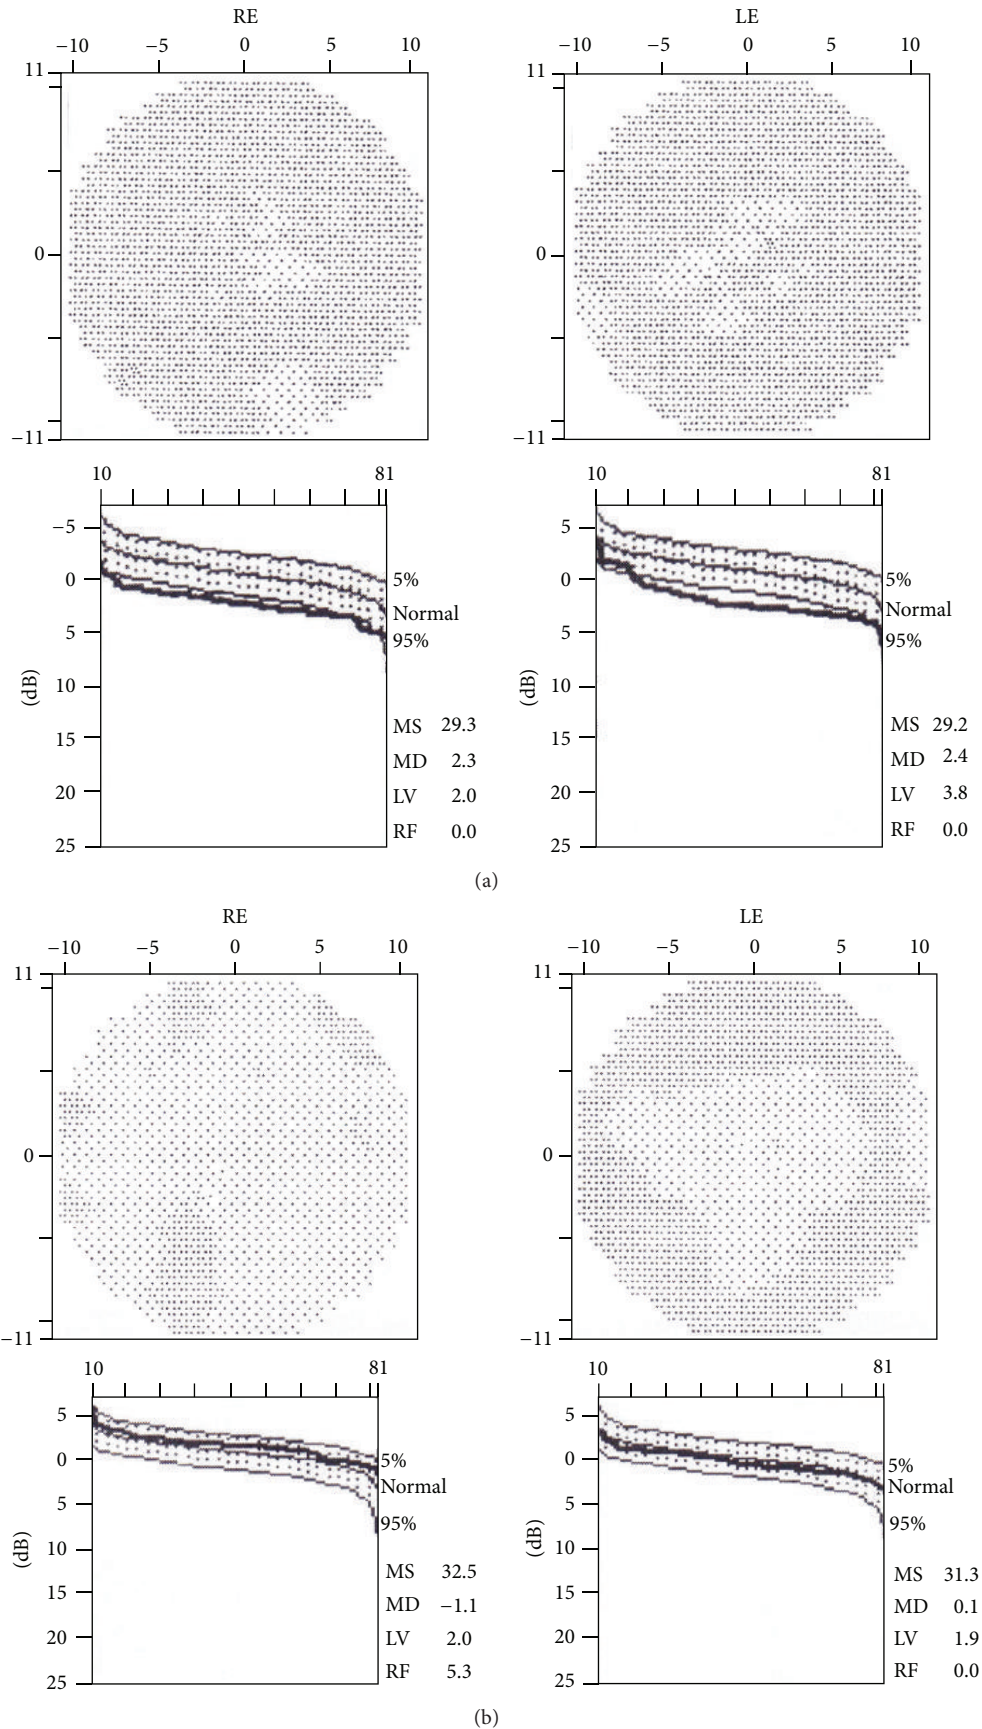 RE
LE
−10 −5 0 5 10
−10 −5 0 5 10
11
0
−11
11
0
−11
10 81
10 81
−5
0
5
10
15
20
25
(dB)
5%
Normal
95%
MS 29.3
MD 2.3
LV 2.0
RF 0.0
5
0
5
10
15
20
25
(dB)
5%
Normal
95%
MS 29.2
MD 2.4
LV 3.8
RF 0.0
(a)
RE
LE
−10 −5 0 5 10
−10 −5 0 5 10
11
0
−11
11
0
−11
10 81
10 81
5
0
5
10
15
20
25
(dB)
5%
Normal
95%
MS 32.5
MD −1.1
LV 2.0
RF 5.3
5
0
5
10
15
20
25
(dB)
5%
Normal
95%
MS 31.3
MD 0.1
LV 1.9
RF 0.0
(b)